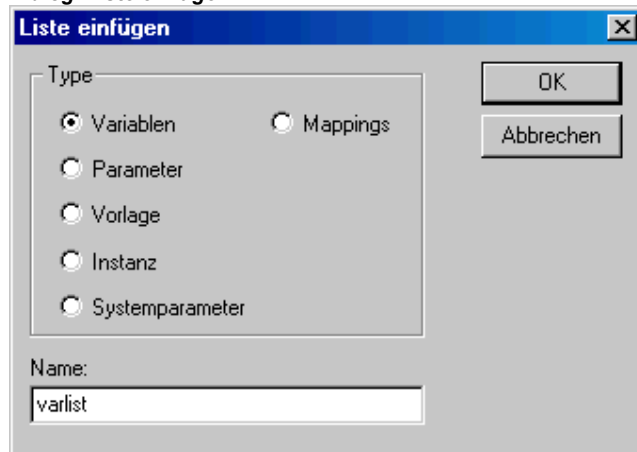 Liste einfügen
Type
Variablen
Mappings
Parameter
Vorlage
Instanz
Systemparameter
OK
Abbrechen
Name:
varlist